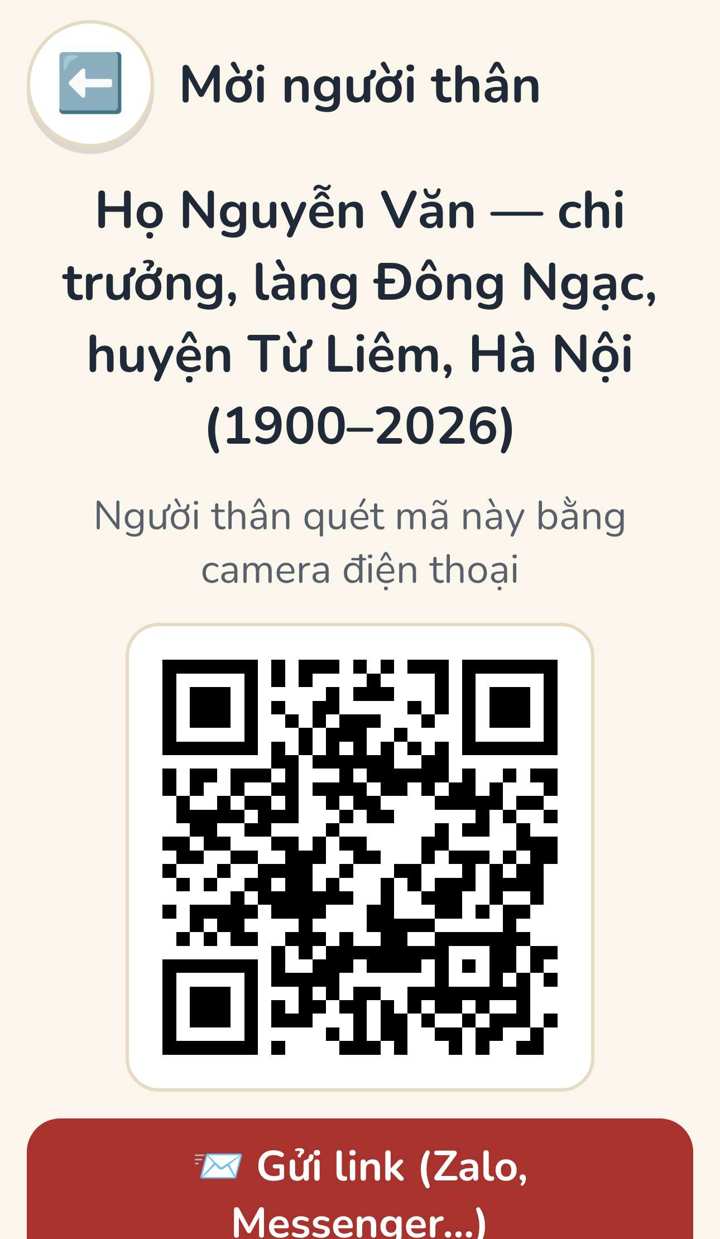 Mời người thân
Họ Nguyễn Văn — chi
trưởng, làng Đông Ngạc,
huyện Từ Liêm, Hà Nội
(1900–2026)
Người thân quét mã này bằng
camera điện thoại
Gửi link (Zalo,
Messenger...)